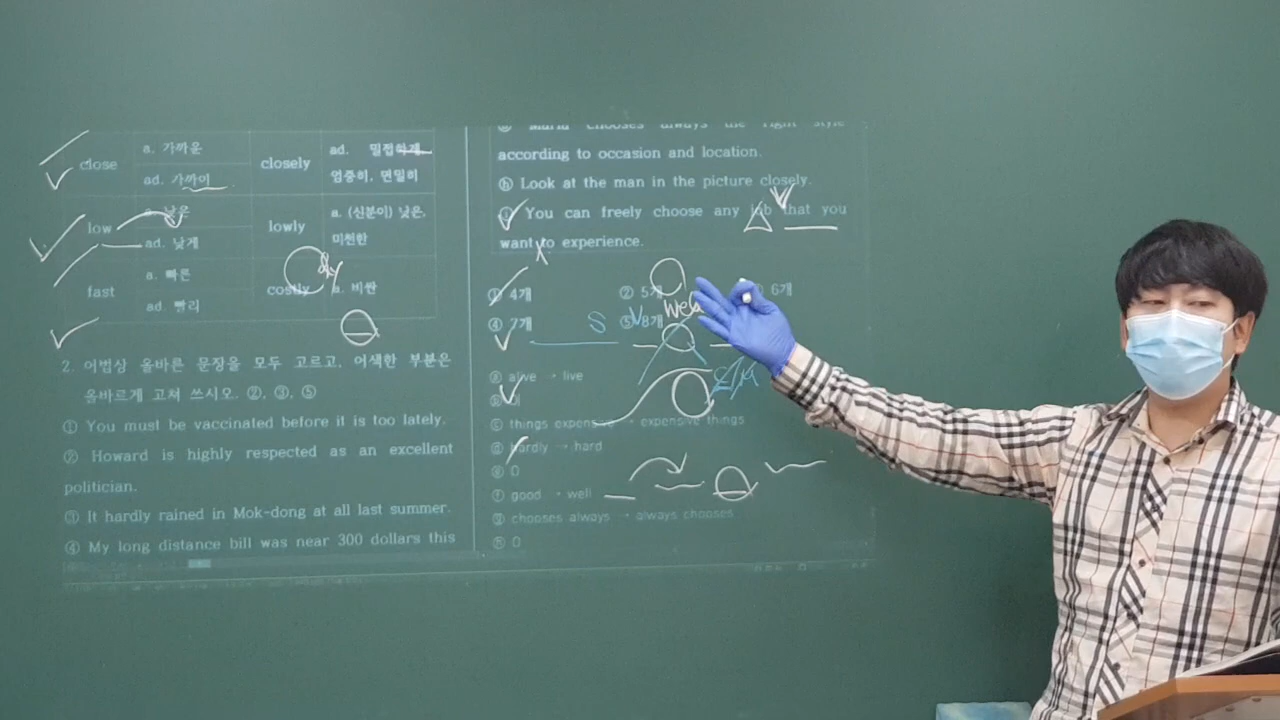 close
a. 가까운
ad. 가까이
closely
ad. 밀접하게,
엄중히, 면밀히
low
a. 낮은
ad. 낮게
lowly
a. (신분이) 낮은,
미천한
fast
a. 빠른
ad. 빨리
costly
a. 비싼
2. 어법상 올바른 문장을 모두 고르고, 어색한 부분은
올바르게 고쳐 쓰시오. ②, ③, ⑤
① You must be vaccinated before it is too lately.
② Howard is highly respected as an excellent
politician.
③ It hardly rained in Mok-dong at all last summer.
④ My long distance bill was near 300 dollars this
ⓖ Maria chooses always the right style
according to occasion and location.
ⓗ Look at the man in the picture closely.
ⓘ You can freely choose any job that you
want to experience.
① 4개
② 5개
6개
④ 7개
⑤ 8개
S
V
ⓐ alive → live
ⓒ things expensive → expensive things
ⓓ hardly → hard
ⓔ O
ⓕ good → well
ⓖ chooses always → always chooses
ⓗ O